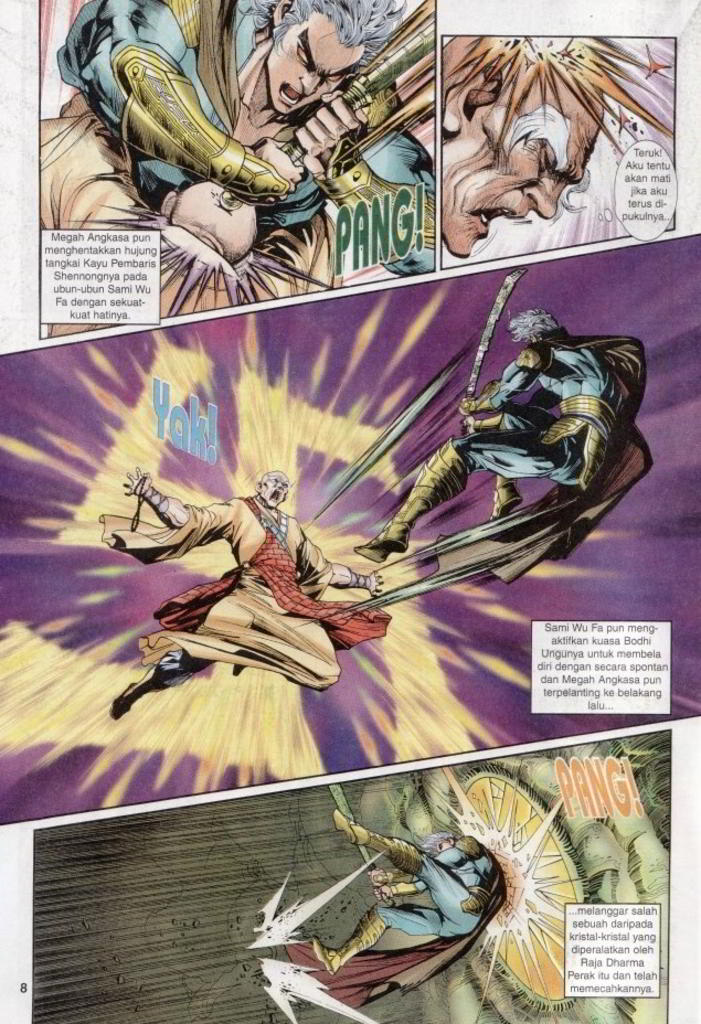 PANG!
Megah Angkasa pun
menghentakkan hujung
tangkai Kayu Pembaris
Shennongnya pada
ubun-ubun Sami Wu
Fa dengan sekuat-
kuat hatinya.
Teruk!
Aku tentu
akan mati
jika aku
terus di-
pukulnya..
Yak!
Sami Wu Fa pun meng-
aktifkan kuasa Bodhi
Ungunya untuk membela
diri dengan secara spontan
dan Megah Angkasa pun
terpelanting ke belakang
lalu...
PANG!
...melanggar salah
sebuah daripada
kristal-kristal yang
diperalatkan oleh
Raja Dharma
Perak itu dan telah
memecahkannya.
8